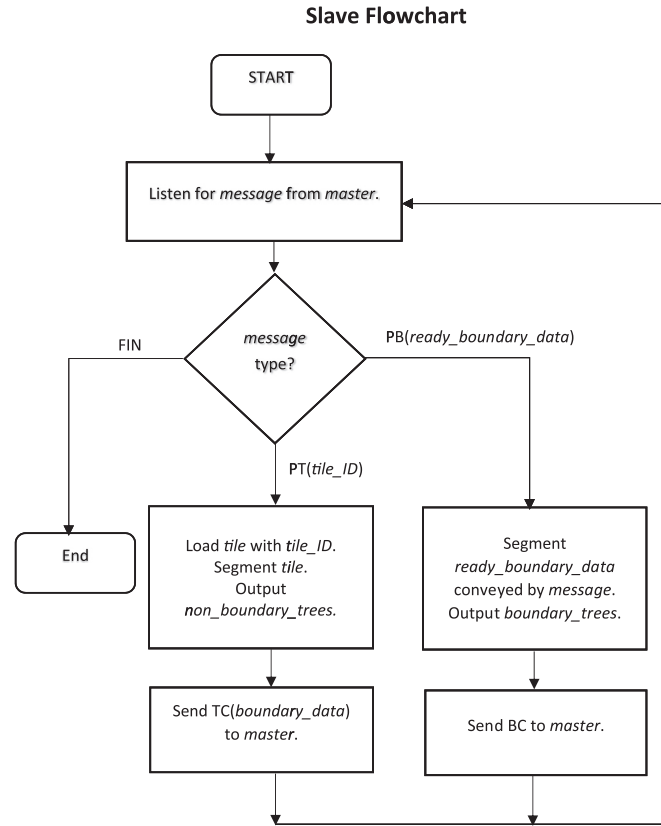 Slave Flowchart
START
Listen for message from master.
message
type?
FIN
PB(ready_boundary_data)
PT(tile_ID)
End
Load tile with tile_ID.
Segment tile.
Output
non_boundary_trees.
Segment
ready_boundary_data
conveyed by message.
Output boundary_trees.
Send TC(boundary_data)
to master.
Send BC to master.